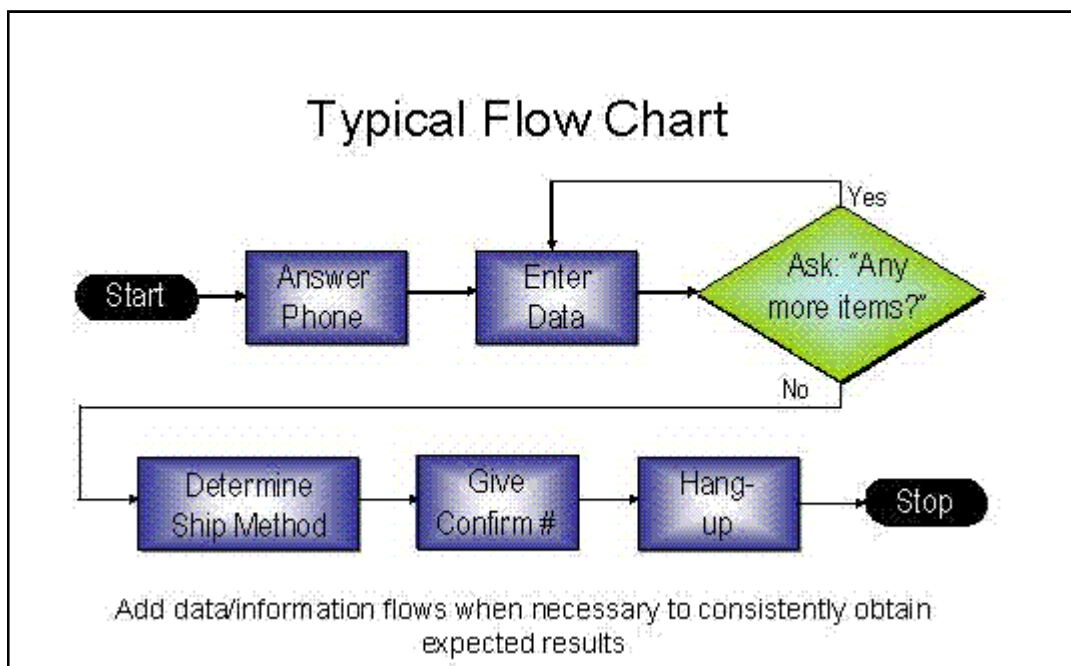 Typical Flow Chart
Yes
Start
Answer
Phone
Enter
Data
Ask: “Any
more items?”
No
Determine
Ship Method
Give
Confirm #
Hang-
up
Stop
Add data/information flows when necessary to consistently obtain
expected results